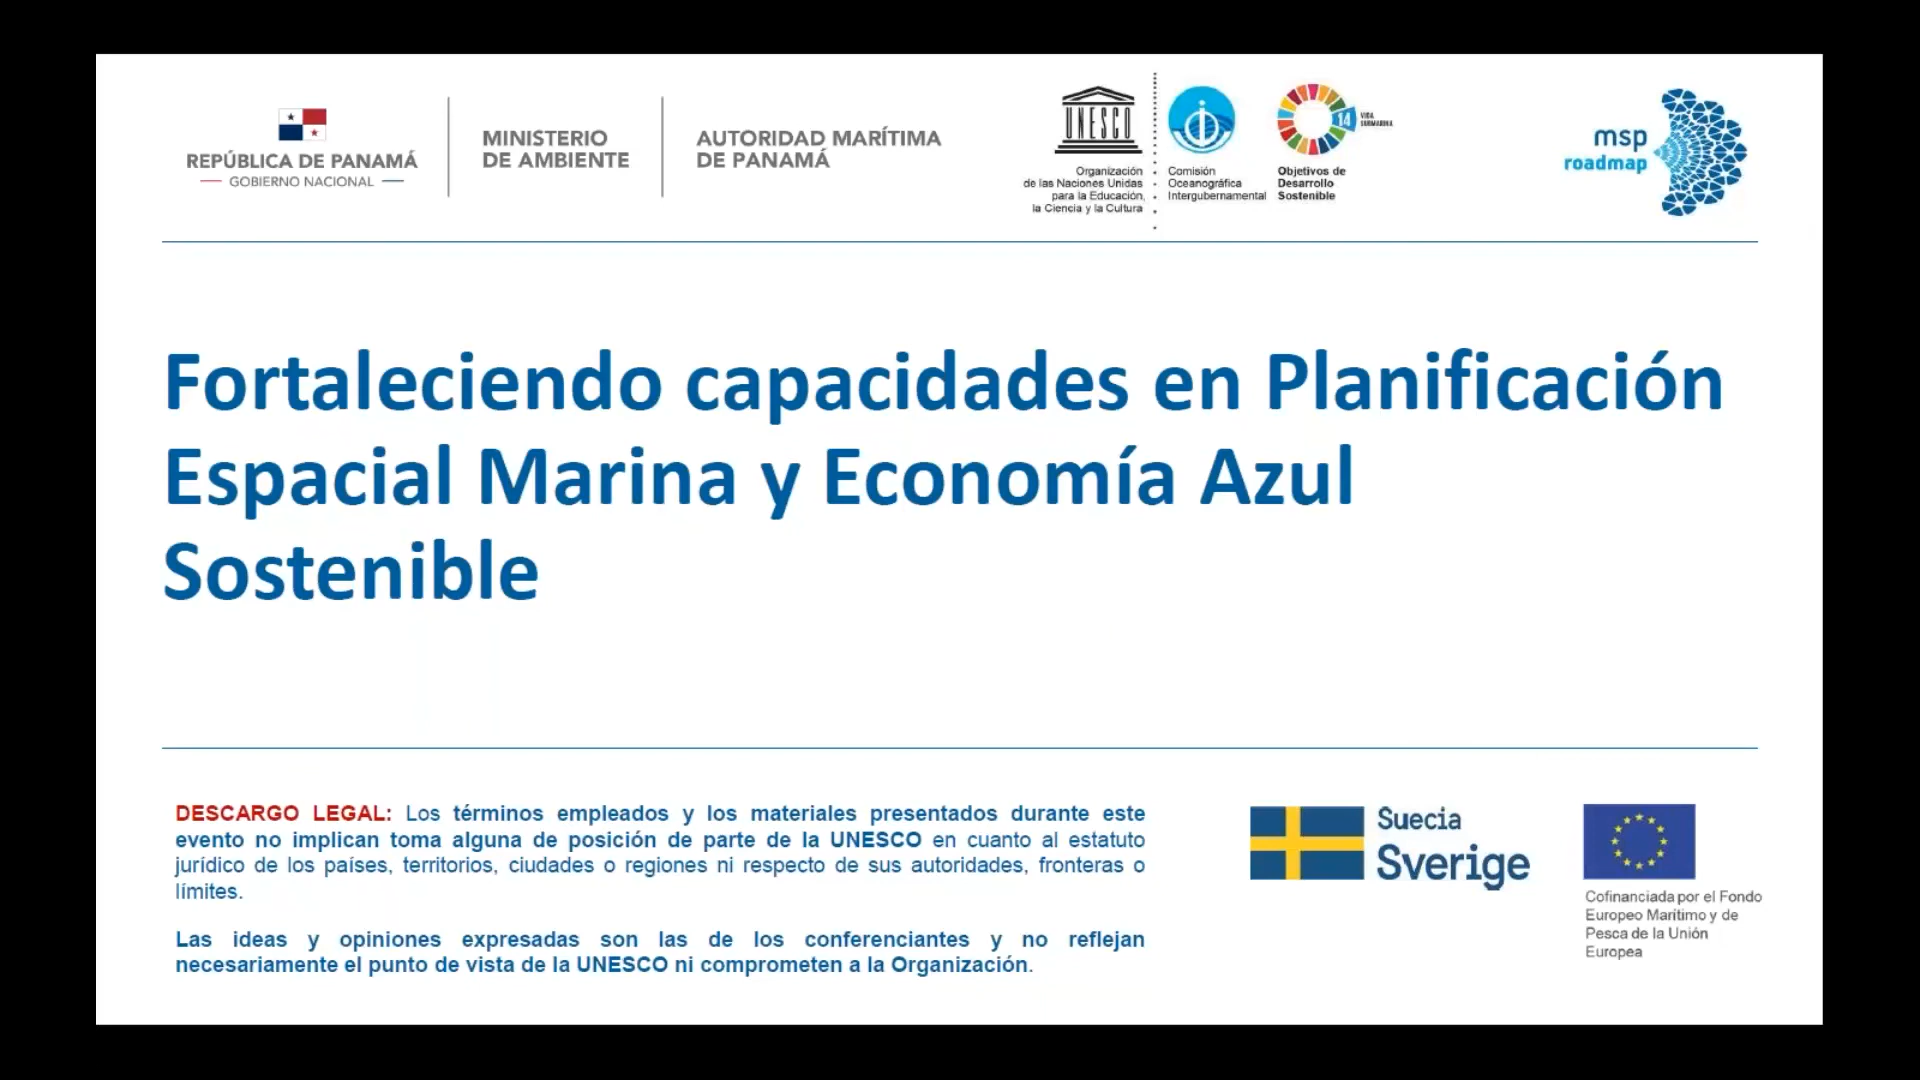 REPÚBLICA DE PANAMÁ
GOBIERNO NACIONAL
MINISTERIO
DE AMBIENTE
AUTORIDAD MARÍTIMA
DE PANAMÁ
UNESCO
Organización
de las Naciones Unidas
para la Educación,
la Ciencia y la Cultura
Comisión
Oceanográfica
Intergubernamental
14 VIDA
SUBMARINA
Objetivos de
Desarrollo
Sostenible
msp
roadmap
Fortaleciendo capacidades en Planificación
Espacial Marina y Economía Azul
Sostenible
DESCARGO LEGAL: Los términos empleados y los materiales presentados durante este
evento no implican toma alguna de posición de parte de la UNESCO en cuanto al estatuto
jurídico de los países, territorios, ciudades o regiones ni respecto de sus autoridades, fronteras o
límites.
Las ideas y opiniones expresadas son las de los conferenciantes y no reflejan
necesariamente el punto de vista de la UNESCO ni comprometen a la Organización.
Suecia
Sverige
Cofinanciada por el Fondo
Europeo Marítimo y de
Pesca de la Unión
Europea